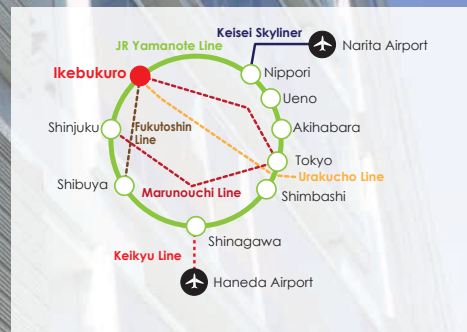 Keisei Skyliner
JR Yamanote Line
Narita Airport
Ikebukuro
Nippori
Ueno
Shinjuku
Fukutoshin
Line
Akihabara
Tokyo
Urakucho Line
Shibuya
Marunouchi Line
Shimbashi
Shinagawa
Keikyu Line
Haneda Airport